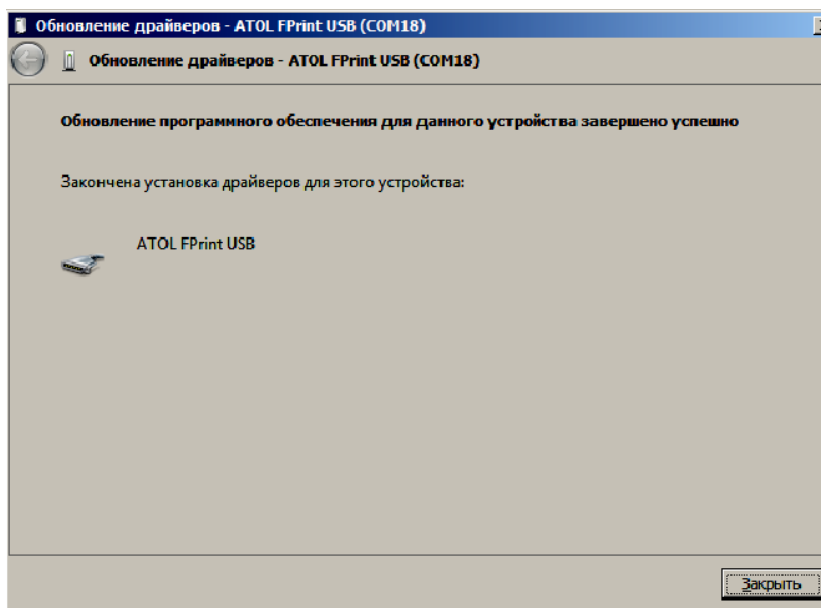 Обновление драйверов - ATOL FPrint USB (COM18)
Обновление драйверов - ATOL FPrint USB (COM18)
Обновление программного обеспечения для данного устройства завершено успешно
Закончена установка драйверов для этого устройства:
ATOL FPrint USB
Закрыть